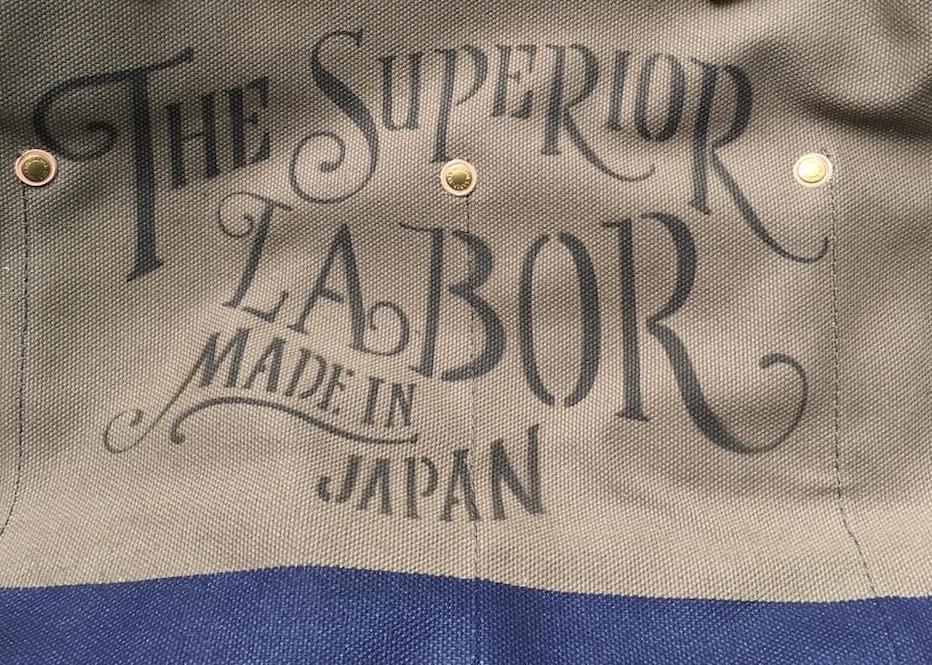 THE SUPERIOR
LABOR
MADE IN
JAPAN